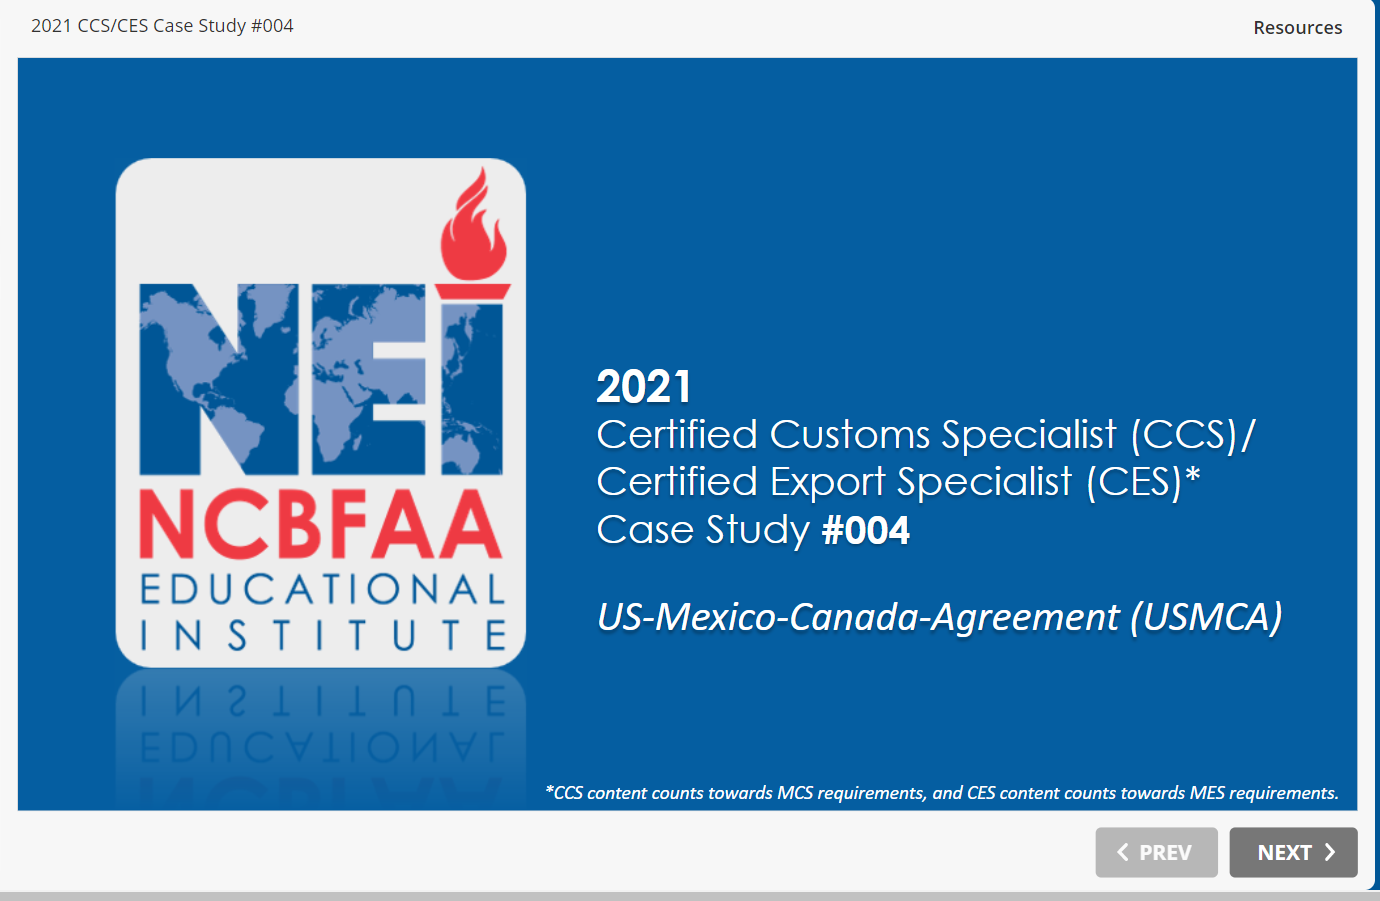 2021 CCS/CES Case Study #004
Resources
NEI
NCBFAA
EDUCATIONAL
INSTITUTE
2021
Certified Customs Specialist (CCS)/
Certified Export Specialist (CES)*
Case Study #004
US-Mexico-Canada-Agreement (USMCA)
*CCS content counts towards MCS requirements, and CES content counts towards MES requirements.
PREV
NEXT